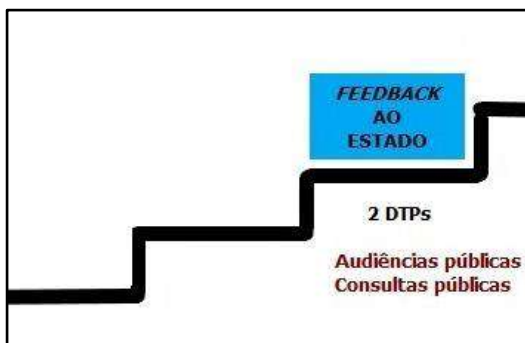 FEEDBACK
AO
ESTADO
2 DTPs
Audiências públicas
Consultas públicas